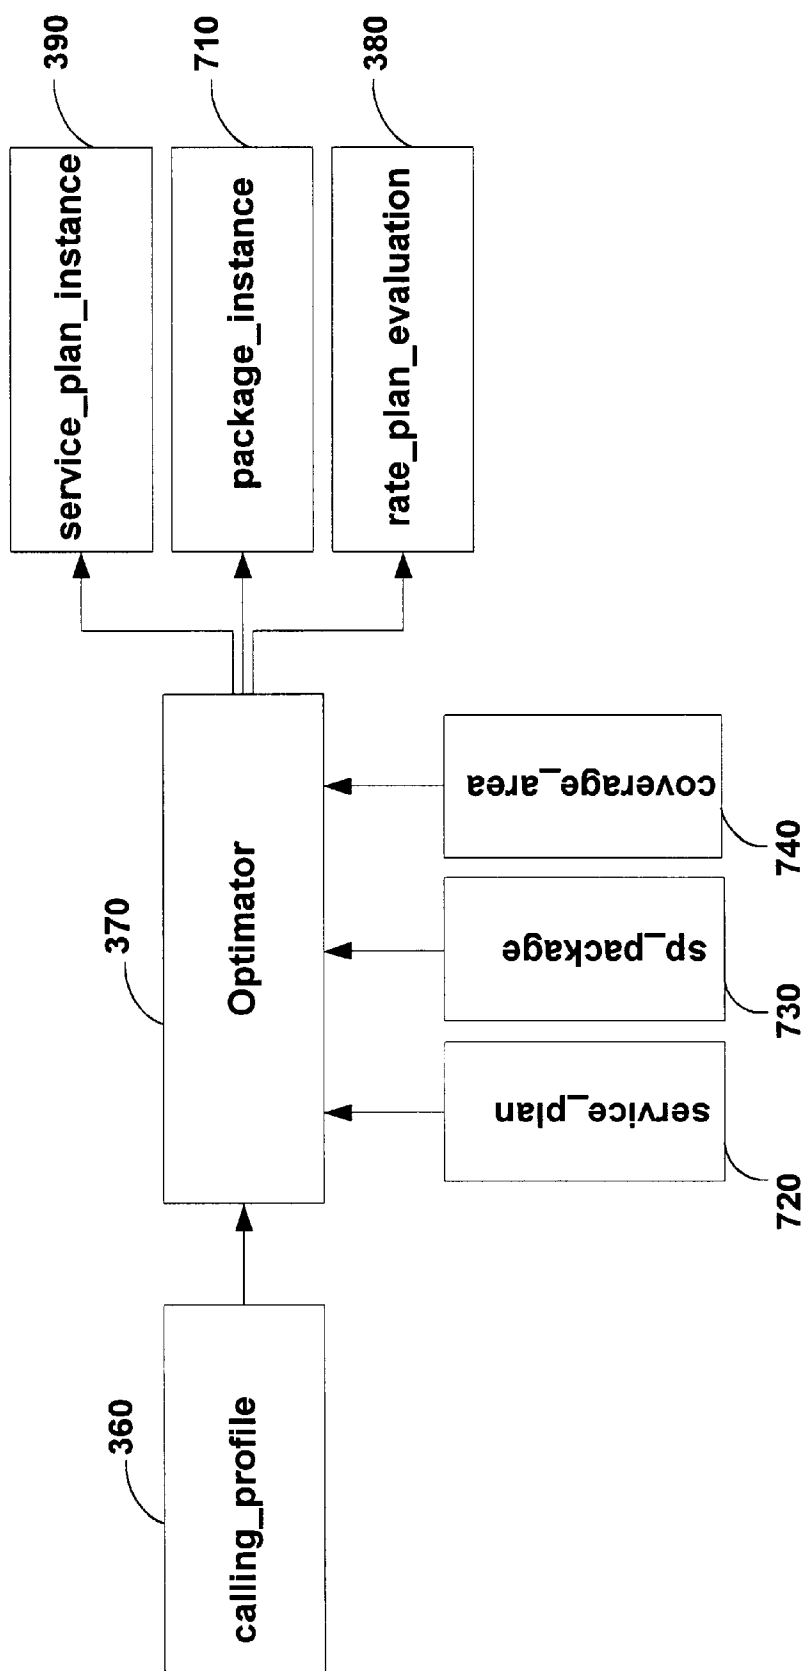 390
service_plan_instance
710
package_instance
380
rate_plan_evaluation
370
Optimator
360
calling_profile
coverage_area
740
sp_package
730
service_plan
720